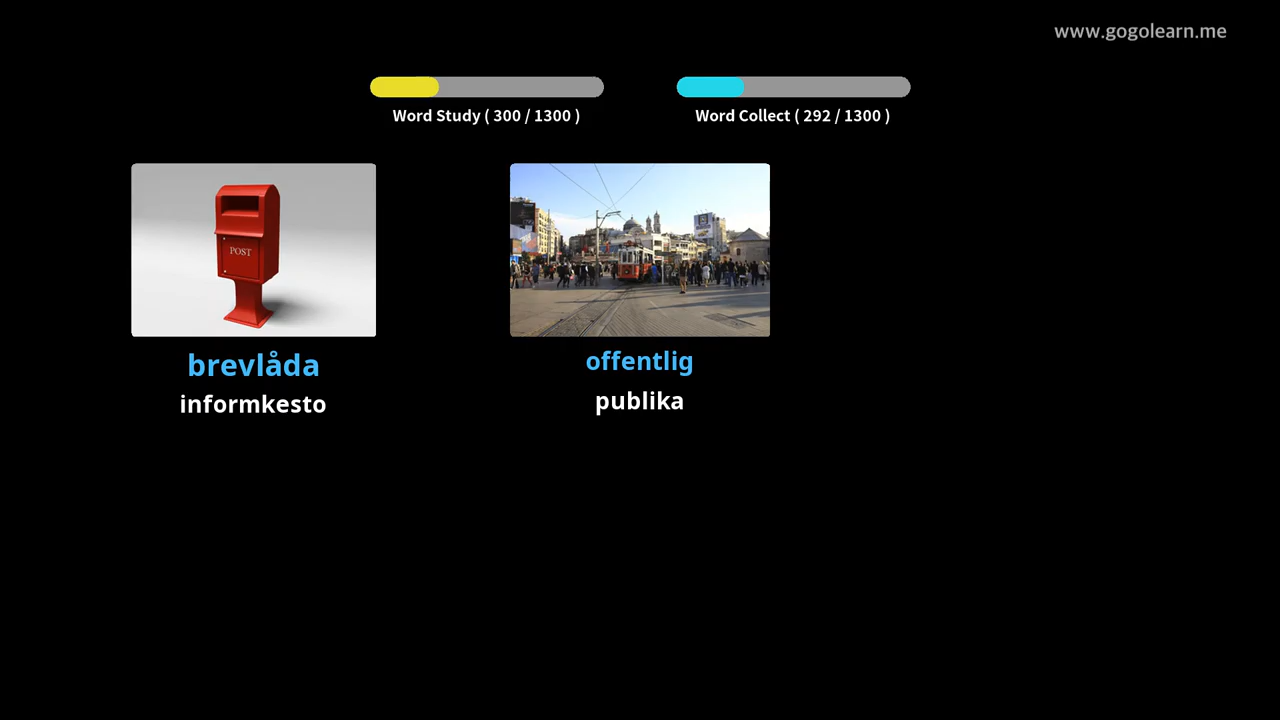 www.gogolearn.me
Word Study ( 300 / 1300 )
Word Collect ( 292 / 1300 )
POST
brevlåda
informkesto
offentlig
publika